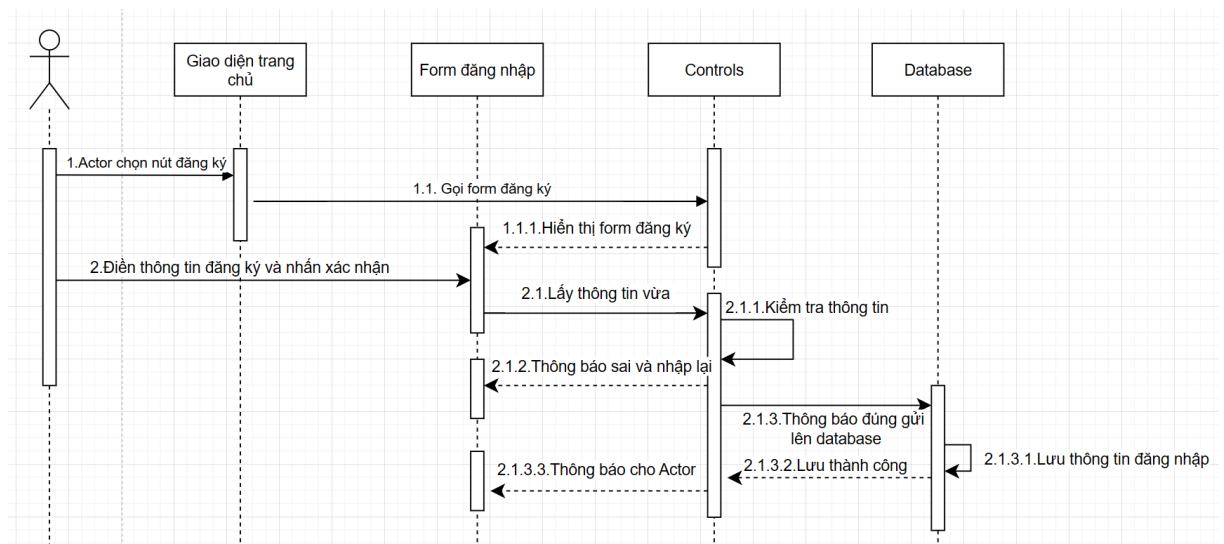 Giao diện trang
chủ
Form đăng nhập
Controls
Database
1.Actor chọn nút đăng ký
1.1. Gọi form đăng ký
1.1.1.Hiển thị form đăng ký
2.Điền thông tin đăng ký và nhấn xác nhận
2.1.Lấy thông tin vừa
2.1.1.Kiểm tra thông tin
2.1.2.Thông báo sai và nhập lại
2.1.3.Thông báo đúng gửi
lên database
2.1.3.1.Lưu thông tin đăng nhập
2.1.3.2.Lưu thành công
2.1.3.3.Thông báo cho Actor